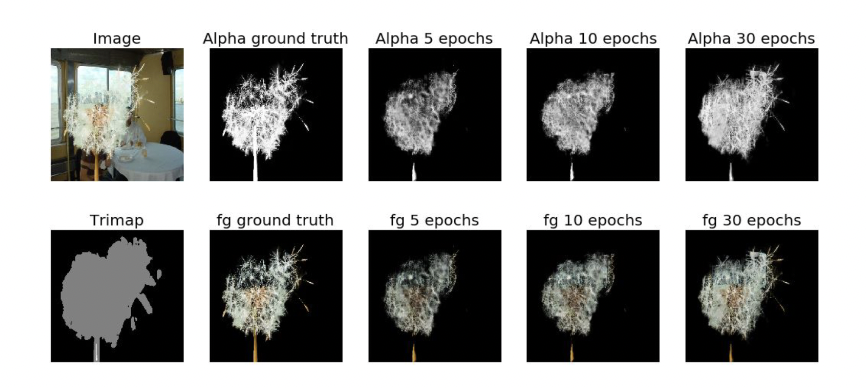 Image
Alpha ground truth
Alpha 5 epochs
Alpha 10 epochs
Alpha 30 epochs
Trimap
fg ground truth
fg 5 epochs
fg 10 epochs
fg 30 epochs